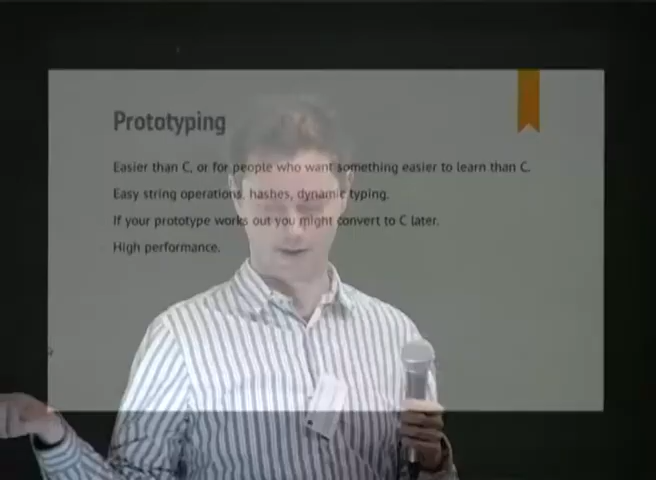 Prototyping
Easier than C, or for people who want something easier to learn than C.
Easy string operations, hashes, dynamic typing.
If your prototype works out you might convert to C later.
High performance.